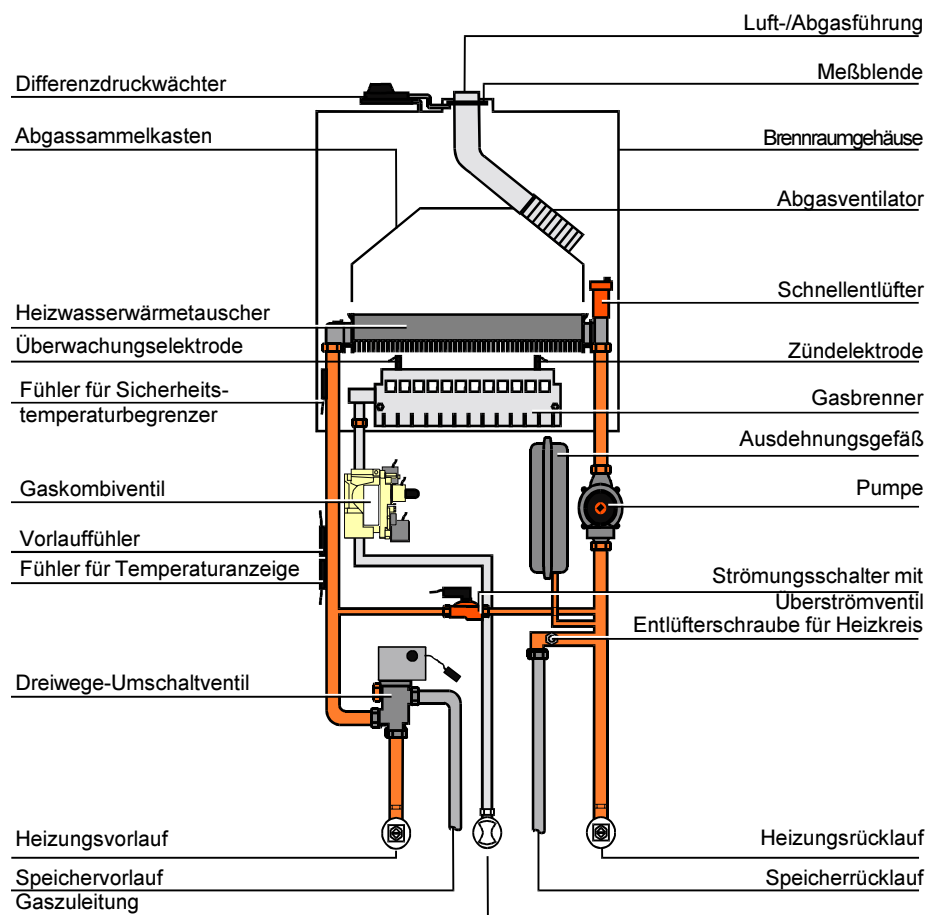 Luft-/Abgasführung
Differenzdruckwächter
Meßblende
Abgassammelkasten
Brennraumgehäuse
Abgasventilator
Schnellentlüfter
Heizwasserwärmetauscher
Überwachungselektrode
Zündelektrode
Fühler für Sicherheits-
temperaturbegrenzer
Gasbrenner
Ausdehnungsgefäß
Gaskombiventil
Pumpe
Vorlauffühler
Fühler für Temperaturanzeige
Strömungsschalter mit
Überströmventil
Entlüfterschraube für Heizkreis
Dreiwege-Umschaltventil
Heizungsvorlauf
Heizungsrücklauf
Speichervorlauf
Speicherrücklauf
Gaszuleitung